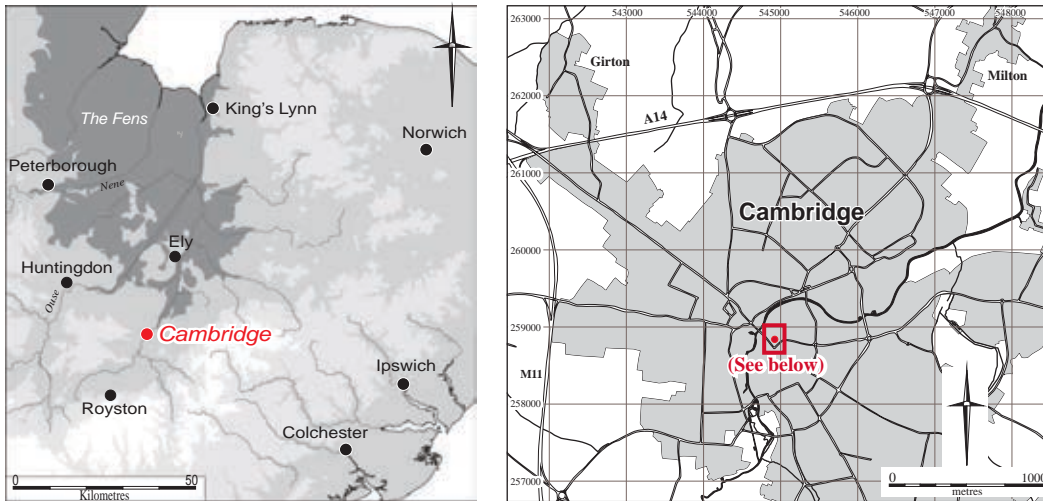 King's Lynn
The Fens
Norwich
Peterborough
Nene
Ely
Huntingdon
Ouse
Cambridge
Ipswich
Royston
Colchester
0 50
Kilometres
543000 544000 545000 546000 547000 548000
263000
Girton
Milton
262000
A14
261000
Cambridge
260000
259000
(See below)
M11
258000
257000
0 1000
metres